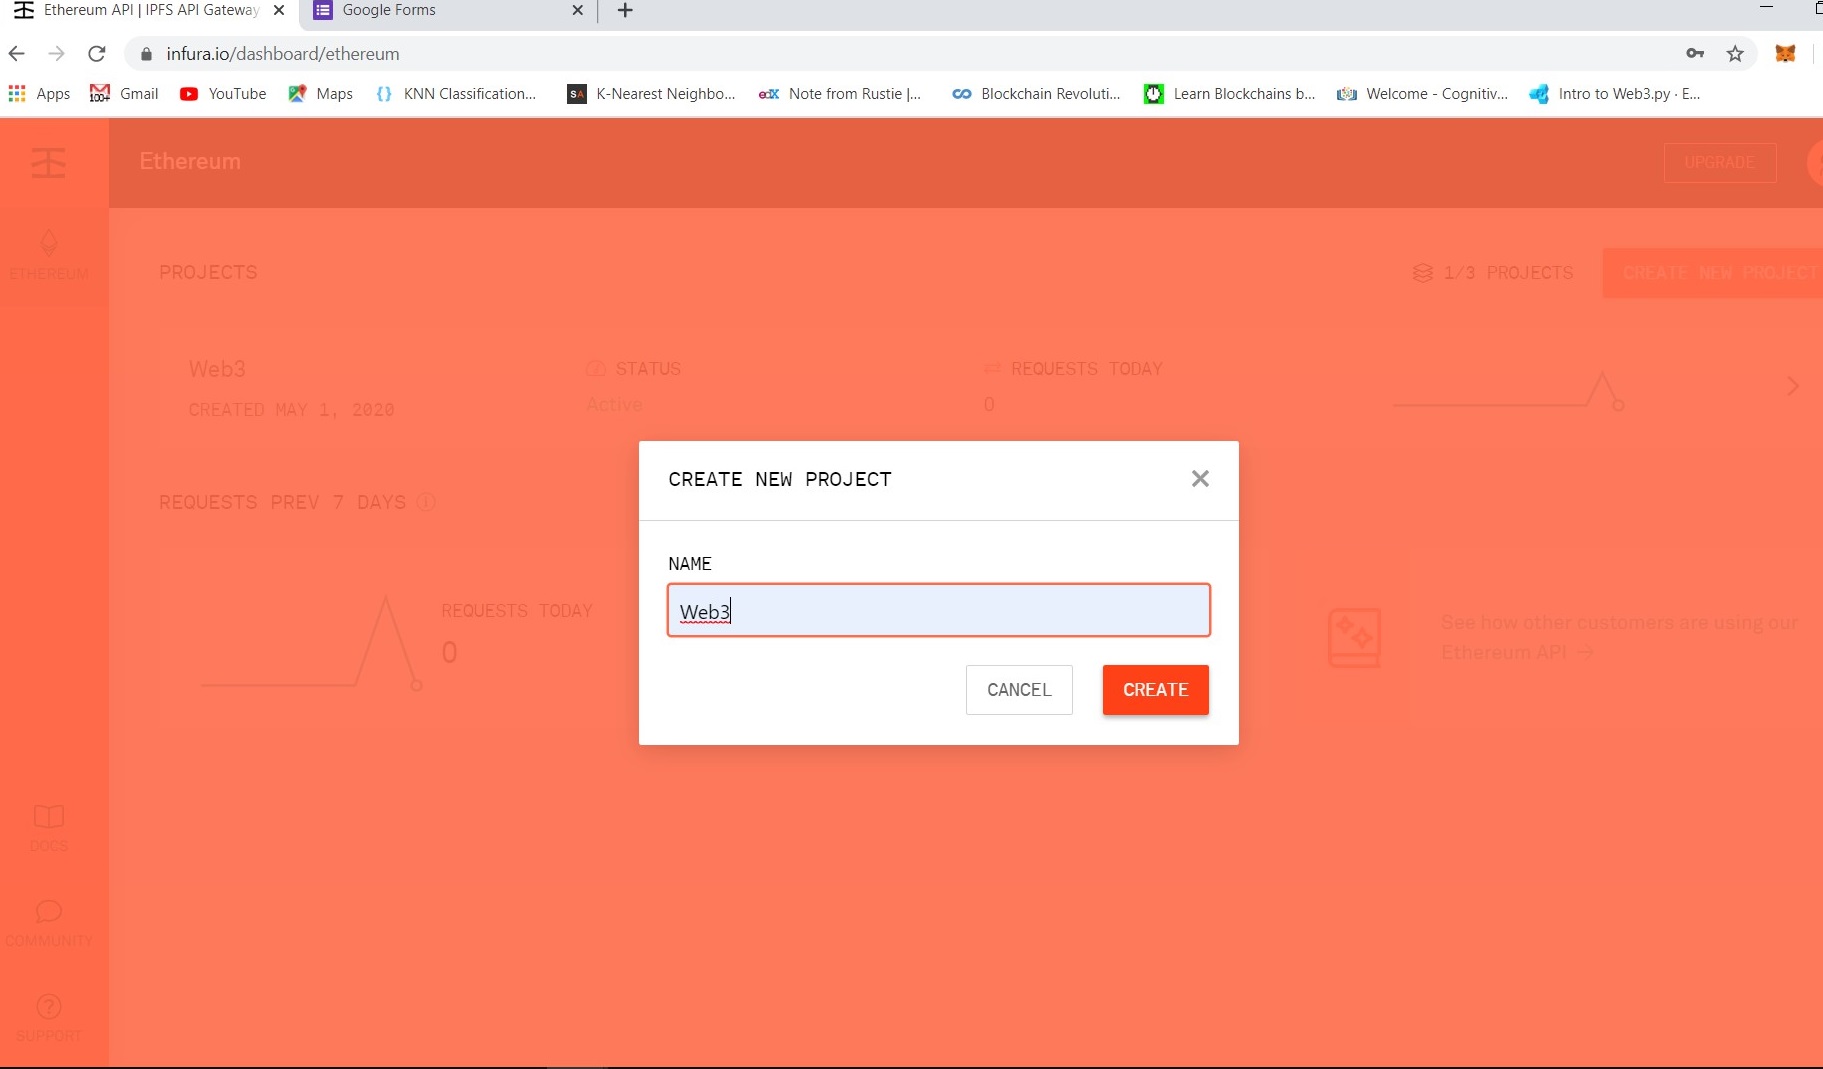 Ethereum API | IPFS API Gateway
Google Forms
infura.io/dashboard/ethereum
Apps
100+
Gmail
YouTube
Maps
{} KNN Classification...
SA K-Nearest Neighbo...
edX Note from Rustie |...
Blockchain Revoluti...
Learn Blockchains b...
Welcome - Cognitiv...
Intro to Web3.py · E...
Ethereum
UPGRADE
ETHEREUM
PROJECTS
1/3 PROJECTS
CREATE NEW PROJECT
Web3
STATUS
REQUESTS TODAY
CREATED MAY 1, 2020
Active
0
CREATE NEW PROJECT
REQUESTS PREV 7 DAYS
NAME
Web3
REQUESTS TODAY
0
See how other customers are using our
Ethereum API →
CANCEL
CREATE
DOCS
COMMUNITY
SUPPORT